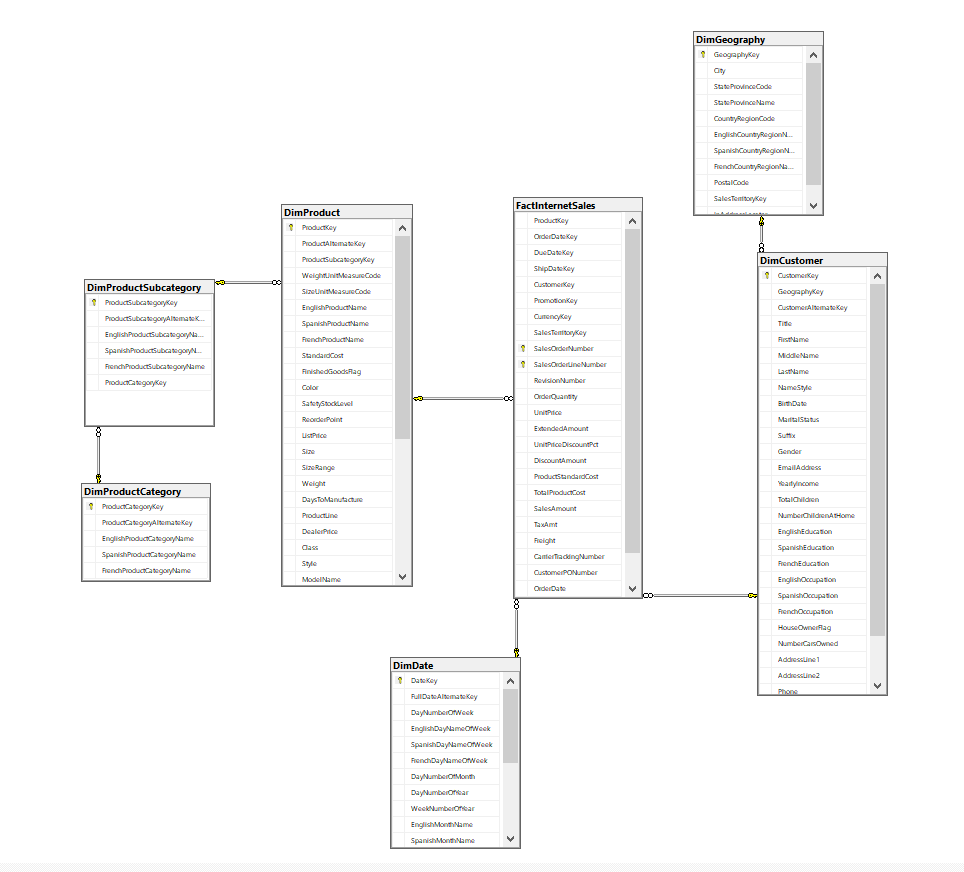 DimGeography
GeographyKey
City
StateProvinceCode
StateProvinceName
CountryRegionCode
EnglishCountryRegionN...
SpanishCountryRegionN...
FrenchCountryRegionNa...
PostalCode
SalesTerritoryKey
DimProduct
ProductKey
ProductAlternateKey
ProductSubcategoryKey
WeightUnitMeasureCode
SizeUnitMeasureCode
EnglishProductName
SpanishProductName
FrenchProductName
StandardCost
FinishedGoodsFlag
Color
SafetyStockLevel
ReorderPoint
ListPrice
Size
SizeRange
Weight
DaysToManufacture
ProductLine
DealerPrice
Class
Style
ModelName
FactInternetSales
ProductKey
OrderDateKey
DueDateKey
ShipDateKey
CustomerKey
PromotionKey
CurrencyKey
SalesTerritoryKey
SalesOrderNumber
SalesOrderLineNumber
RevisionNumber
OrderQuantity
UnitPrice
ExtendedAmount
UnitPriceDiscountPct
DiscountAmount
ProductStandardCost
TotalProductCost
SalesAmount
TaxAmt
Freight
CarrierTrackingNumber
CustomerPONumber
OrderDate
DimCustomer
CustomerKey
GeographyKey
CustomerAlternateKey
Title
FirstName
MiddleName
LastName
NameStyle
BirthDate
MaritalStatus
Suffix
Gender
EmailAddress
YearlyIncome
TotalChildren
NumberChildrenAtHome
EnglishEducation
SpanishEducation
FrenchEducation
EnglishOccupation
SpanishOccupation
FrenchOccupation
HouseOwnerFlag
NumberCarsOwned
AddressLine1
AddressLine2
Phone
DimProductSubcategory
ProductSubcategoryKey
ProductSubcategoryAlternateK...
EnglishProductSubcategoryNa...
SpanishProductSubcategoryN...
FrenchProductSubcategoryName
ProductCategoryKey
DimProductCategory
ProductCategoryKey
ProductCategoryAlternateKey
EnglishProductCategoryName
SpanishProductCategoryName
FrenchProductCategoryName
DimDate
DateKey
FullDateAlternateKey
DayNumberOfWeek
EnglishDayNameOfWeek
SpanishDayNameOfWeek
FrenchDayNameOfWeek
DayNumberOfMonth
DayNumberOfYear
WeekNumberOfYear
EnglishMonthName
SpanishMonthName